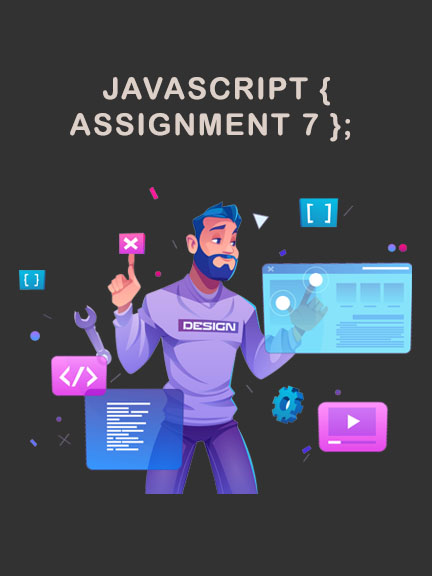 JAVASCRIPT {
ASSIGNMENT 7 };
[ ]
[ ]
DESIGN
</>